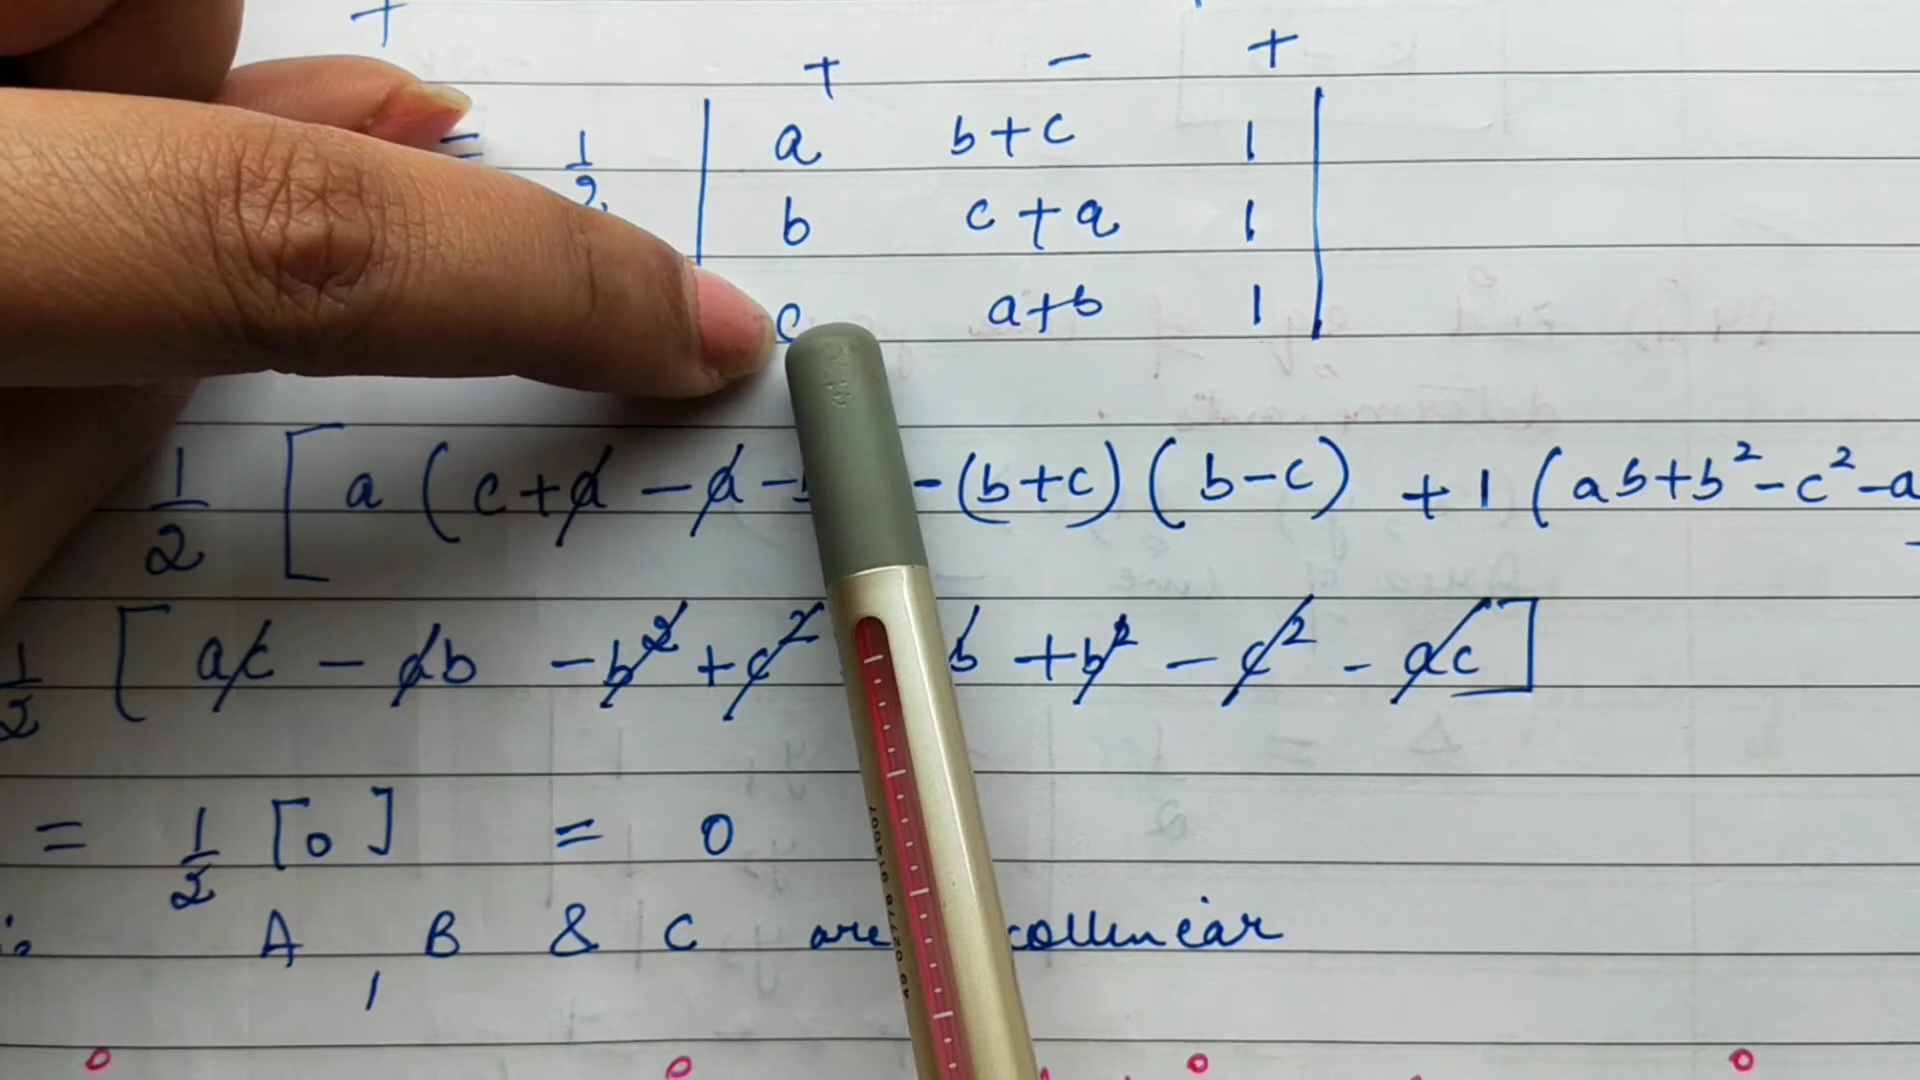 +
+ - +
= 1/2 | a b+c 1 |
b c+a 1
c a+b 1
1/2 [ a ( c+a - a - b - (b+c) ( b-c) + 1 ( ab+b² - c² - a
1/2 [ ac - ab - b² + c² b + b² - c² - ac ]
= 1/2 [ 0 ] = 0
A, B & C are collinear